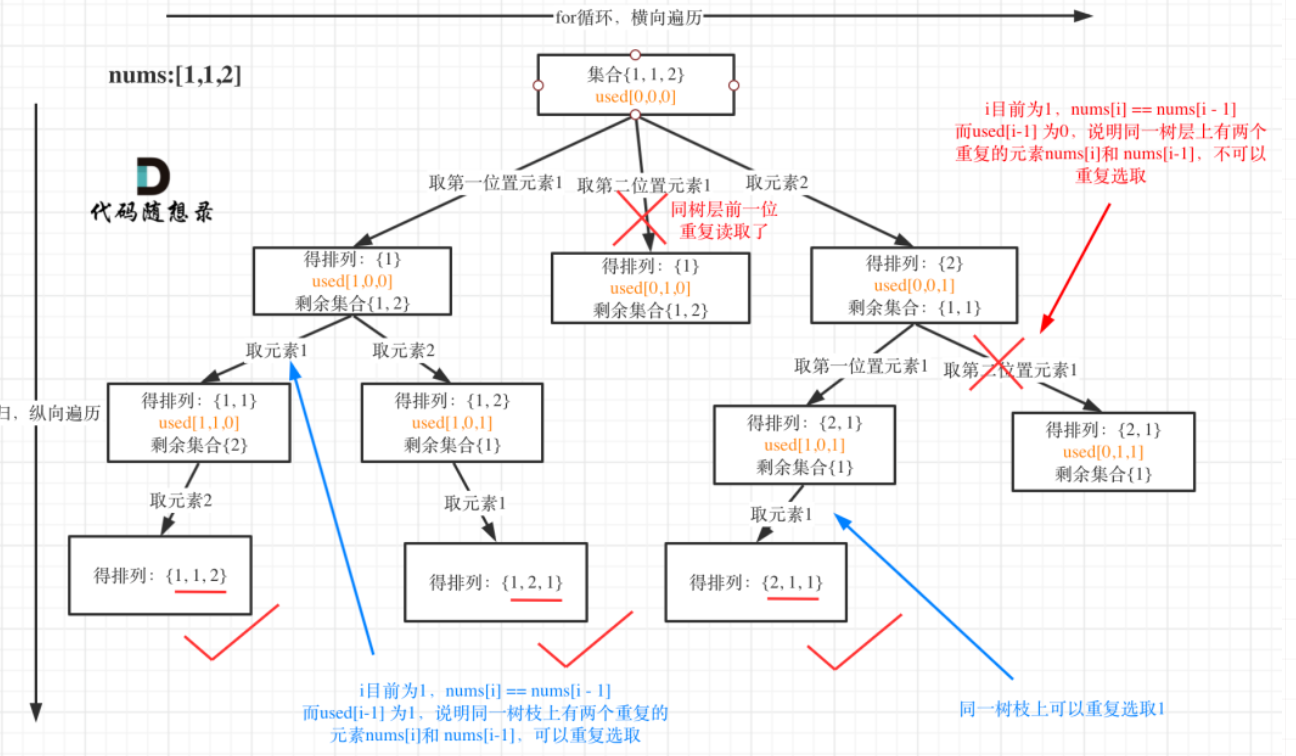 for循环，横向遍历
nums:[1,1,2]
集合{1, 1, 2}
used[0,0,0]
i目前为1，nums[i] == nums[i - 1]
而used[i-1] 为0，说明同一树层上有两个
重复的元素nums[i]和 nums[i-1]，不可以
重复选取
代码随想录
取第一位置元素1
取第二位置元素1
取元素2
同树层前一位
重复读取了
得排列：{1}
used[1,0,0]
剩余集合{1, 2}
得排列：{1}
used[0,1,0]
剩余集合{1, 2}
得排列：{2}
used[0,0,1]
剩余集合：{1, 1}
取元素1
取元素2
取第一位置元素1
取第二位置元素1
归，纵向遍历
得排列：{1, 1}
used[1,1,0]
剩余集合{2}
得排列：{1, 2}
used[1,0,1]
剩余集合{1}
得排列：{2, 1}
used[1,0,1]
剩余集合{1}
得排列：{2, 1}
used[0,1,1]
剩余集合{1}
取元素2
取元素1
取元素1
得排列：{1, 1, 2}
得排列：{1, 2, 1}
得排列：{2, 1, 1}
i目前为1，nums[i] == nums[i - 1]
而used[i-1] 为1，说明同一树枝上有两个重复的
元素nums[i]和 nums[i-1]，可以重复选取
同一树枝上可以重复选取1